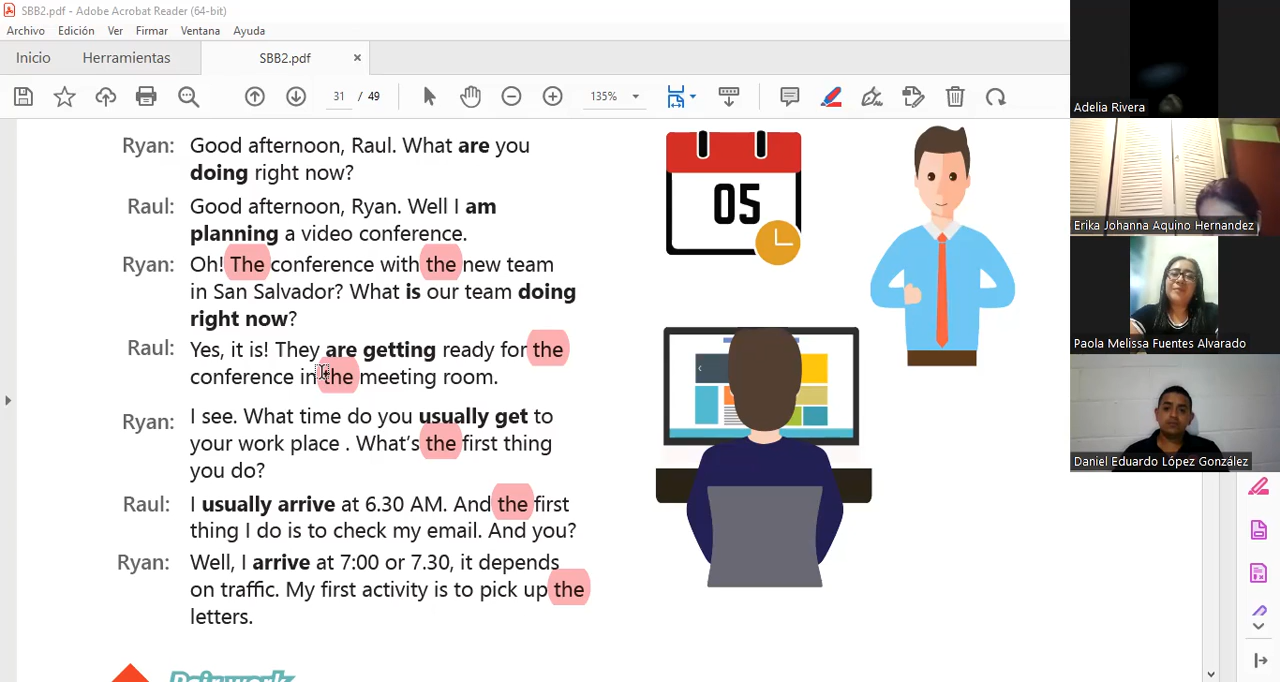 SBB2.pdf - Adobe Acrobat Reader (64-bit)
Archivo Edición Ver Firmar Ventana Ayuda
Inicio Herramientas SBB2.pdf ×
31 / 49 135%
Ryan: Good afternoon, Raul. What are you
doing right now?
Raul: Good afternoon, Ryan. Well I am
planning a video conference.
Ryan: Oh! The conference with the new team
in San Salvador? What is our team doing
right now?
Raul: Yes, it is! They are getting ready for the
conference in the meeting room.
Ryan: I see. What time do you usually get to
your work place . What's the first thing
you do?
Raul: I usually arrive at 6.30 AM. And the first
thing I do is to check my email. And you?
Ryan: Well, I arrive at 7:00 or 7.30, it depends
on traffic. My first activity is to pick up the
letters.
Pair work
05
Adelia Rivera
Erika Johanna Aquino Hernandez
Paola Melissa Fuentes Alvarado
Daniel Eduardo López González